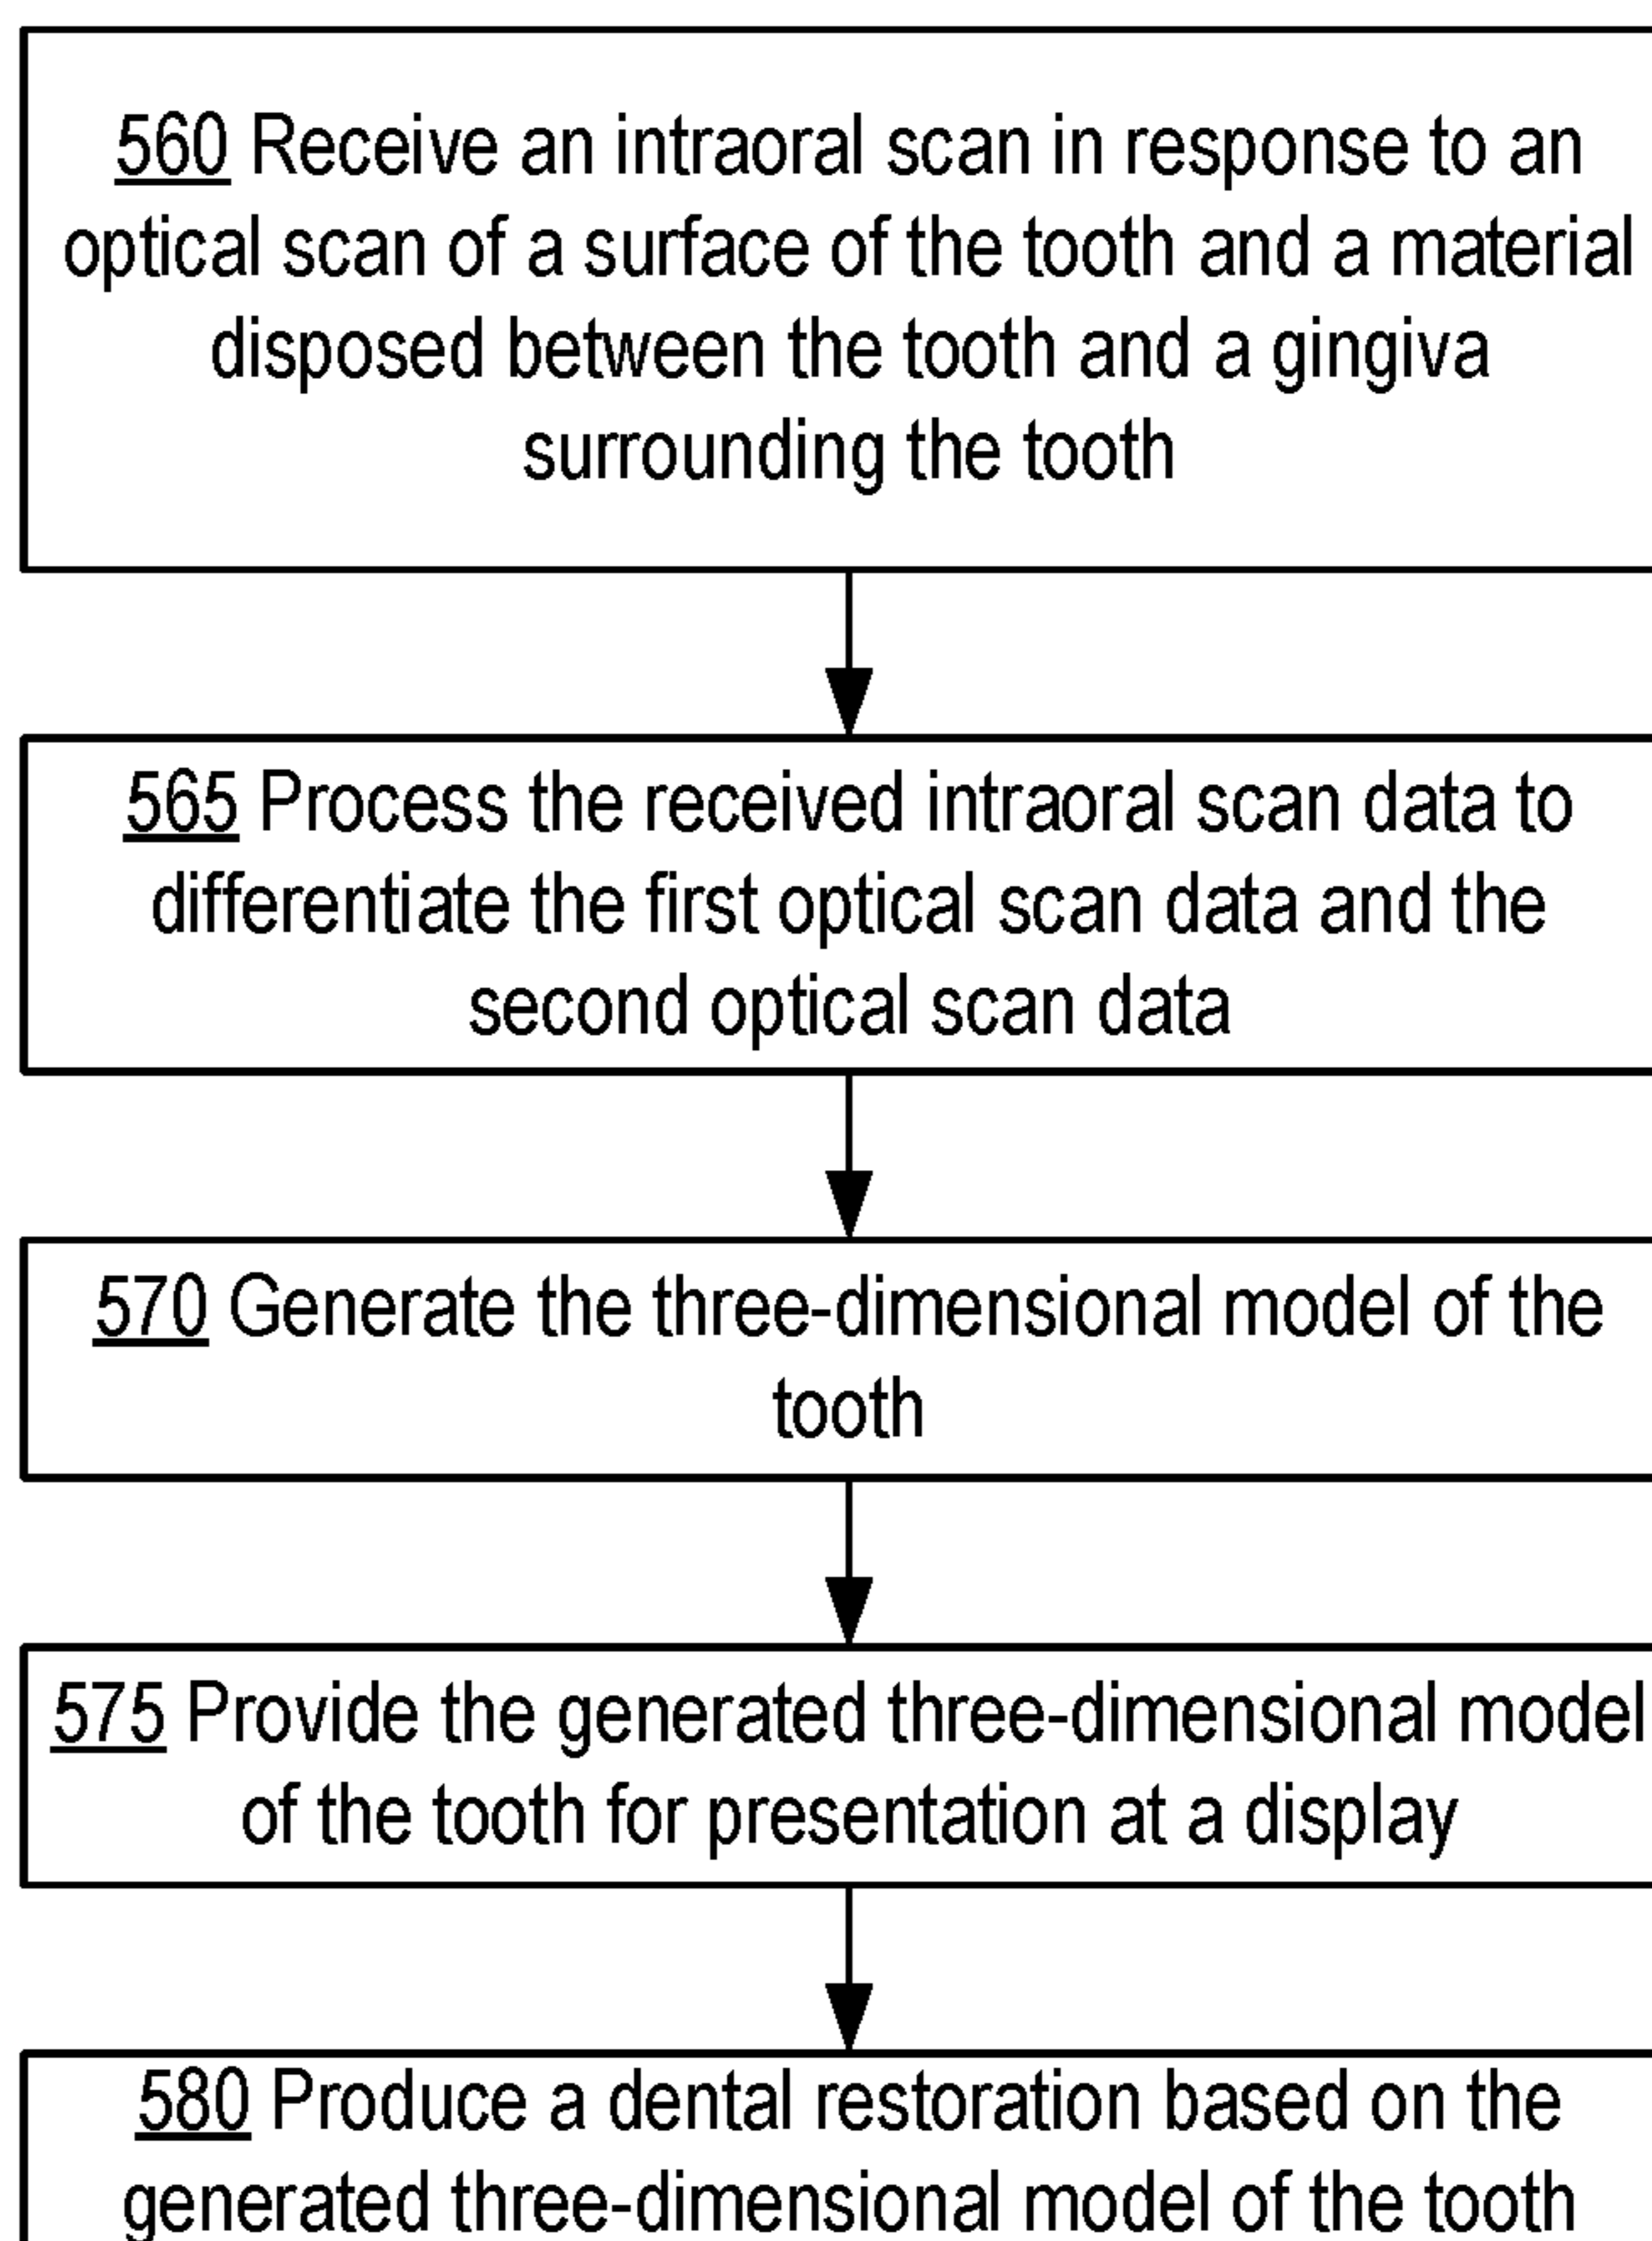 560 Receive an intraoral scan in response to an
optical scan of a surface of the tooth and a material
disposed between the tooth and a gingiva
surrounding the tooth
565 Process the received intraoral scan data to
differentiate the first optical scan data and the
second optical scan data
570 Generate the three-dimensional model of the
tooth
575 Provide the generated three-dimensional model
of the tooth for presentation at a display
580 Produce a dental restoration based on the
generated three-dimensional model of the tooth